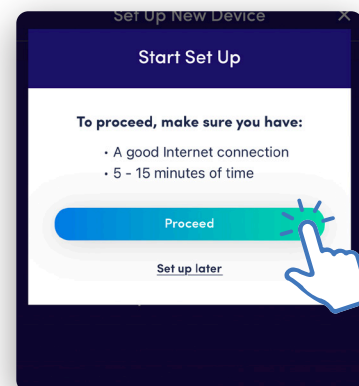 Set Up New Device ×
Start Set Up
To proceed, make sure you have:
• A good Internet connection
• 5 - 15 minutes of time
Proceed
Set up later